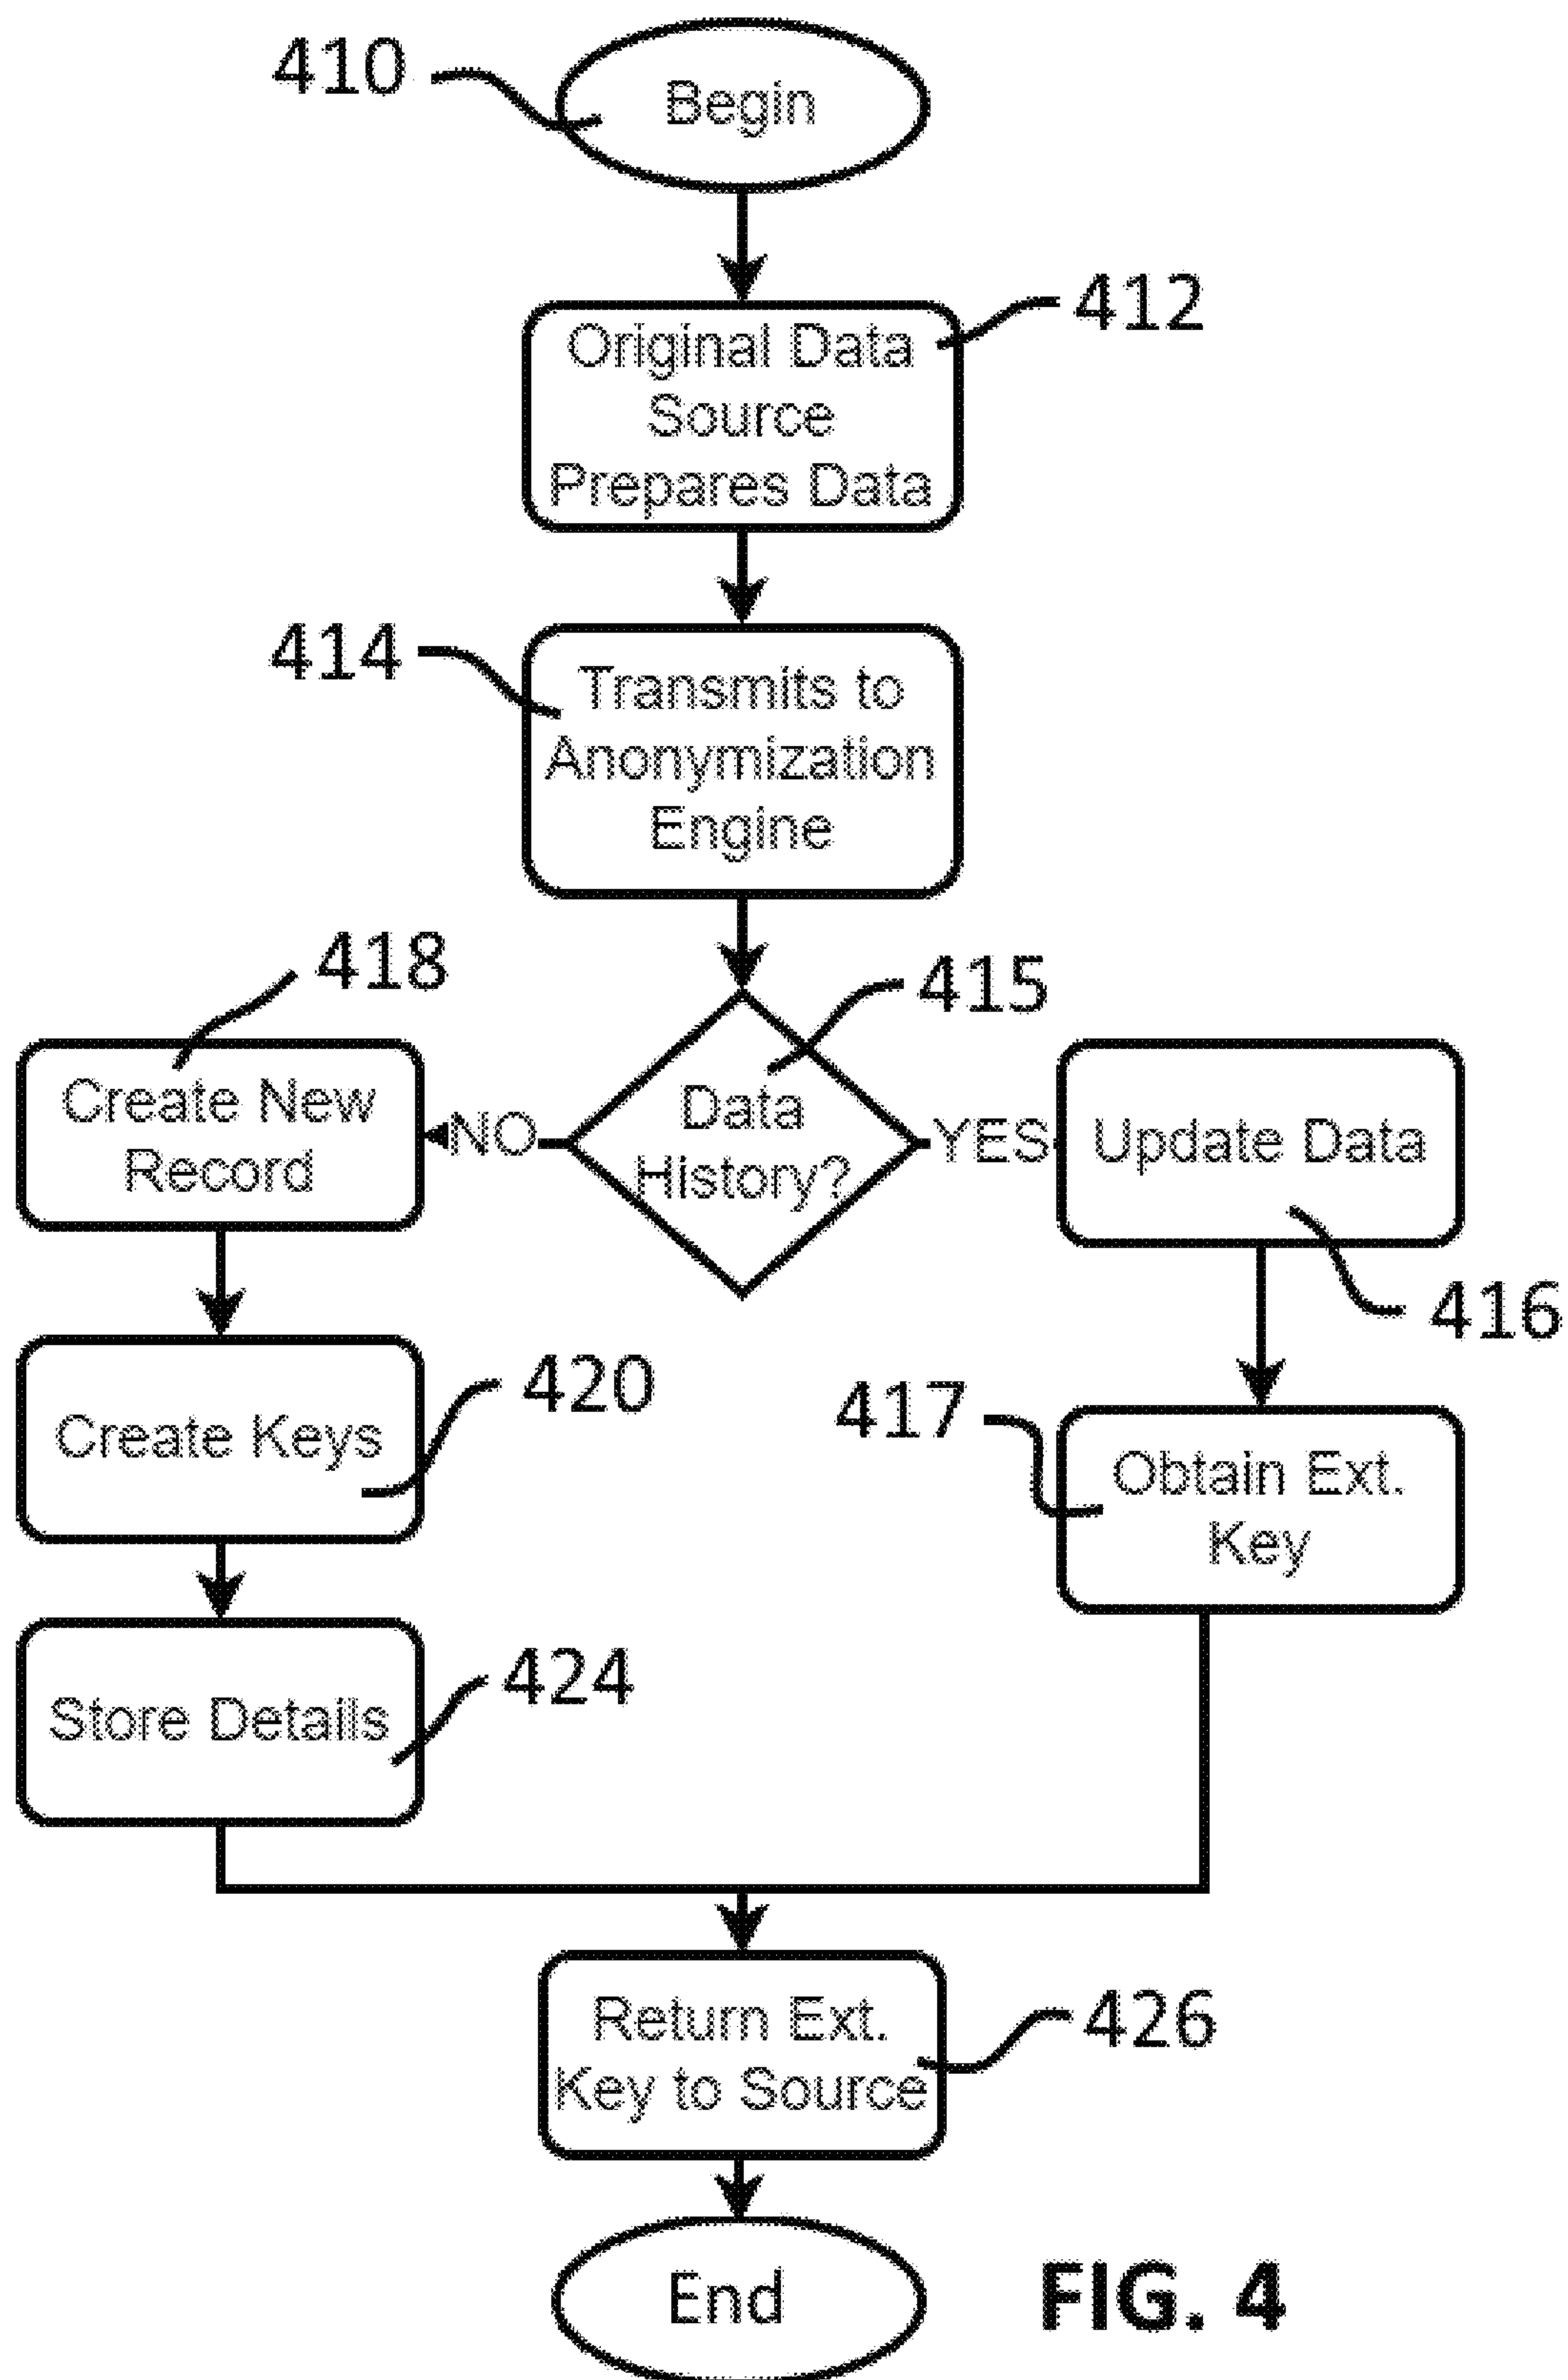 410
Begin
412
Original Data
Source
Prepares Data
414
Transmits to
Anonymization
Engine
418
415
Create New
Record
NO
Data
History?
YES
Update Data
416
420
Create Keys
417
Obtain Ext.
Key
424
Store Details
Return Ext.
Key to Source
426
End
FIG. 4